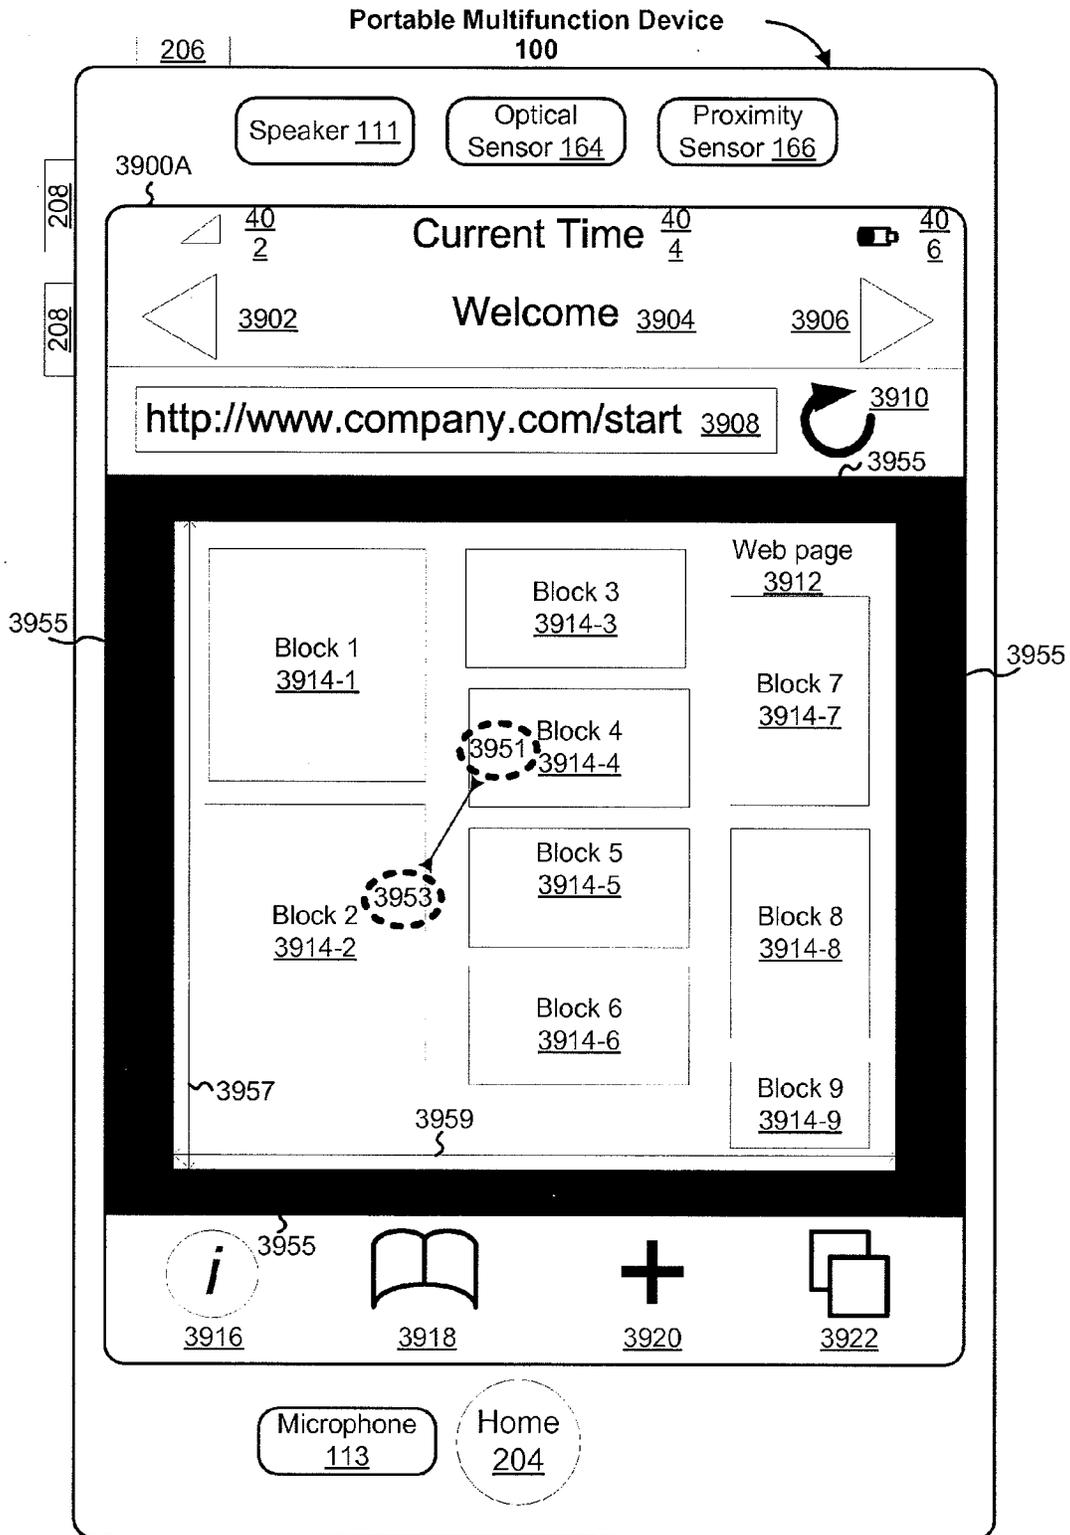 Portable Multifunction Device
100
206
Speaker 111
Optical
Sensor 164
Proximity
Sensor 166
3900A
208
208
40
2
Current Time
40
4
40
6
3902
Welcome 3904
3906
http://www.company.com/start 3908
3910
3955
Web page
3912
Block 1
3914-1
Block 3
3914-3
3955
3955
Block 7
3914-7
3951
Block 4
3914-4
Block 5
3914-5
3953
Block 2
3914-2
Block 8
3914-8
Block 6
3914-6
3957
3959
Block 9
3914-9
3955
i
3916
3918
3920
3922
Microphone
113
Home
204